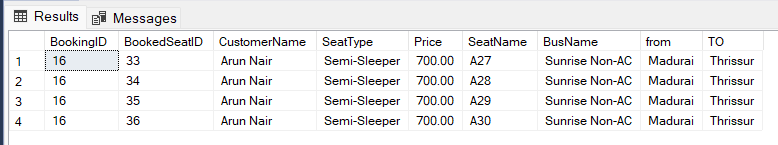 Results Messages
BookingID BookedSeatID CustomerName SeatType Price SeatName BusName from TO
1 16 33 Arun Nair Semi-Sleeper 700.00 A27 Sunrise Non-AC Madurai Thrissur
2 16 34 Arun Nair Semi-Sleeper 700.00 A28 Sunrise Non-AC Madurai Thrissur
3 16 35 Arun Nair Semi-Sleeper 700.00 A29 Sunrise Non-AC Madurai Thrissur
4 16 36 Arun Nair Semi-Sleeper 700.00 A30 Sunrise Non-AC Madurai Thrissur